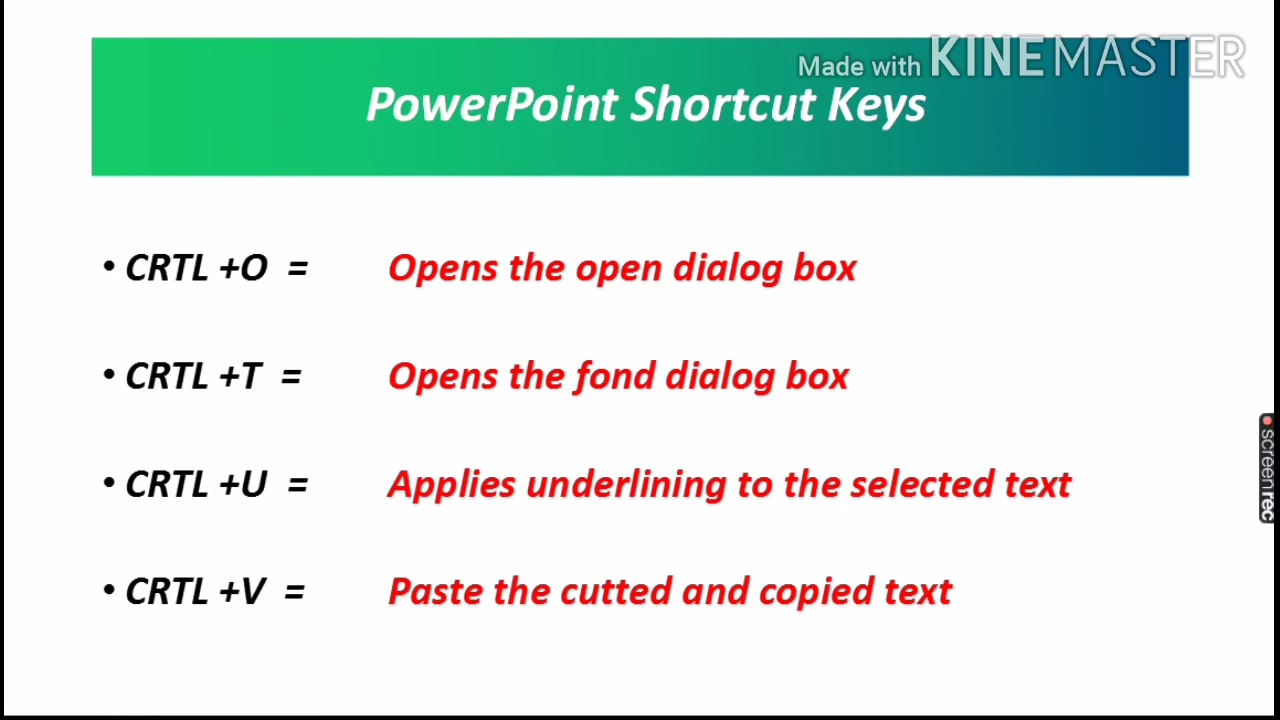 Made with KINEMASTER
PowerPoint Shortcut Keys
• CRTL +O = Opens the open dialog box
• CRTL +T = Opens the fond dialog box
• CRTL +U = Applies underlining to the selected text
• CRTL +V = Paste the cutted and copied text
screenrec